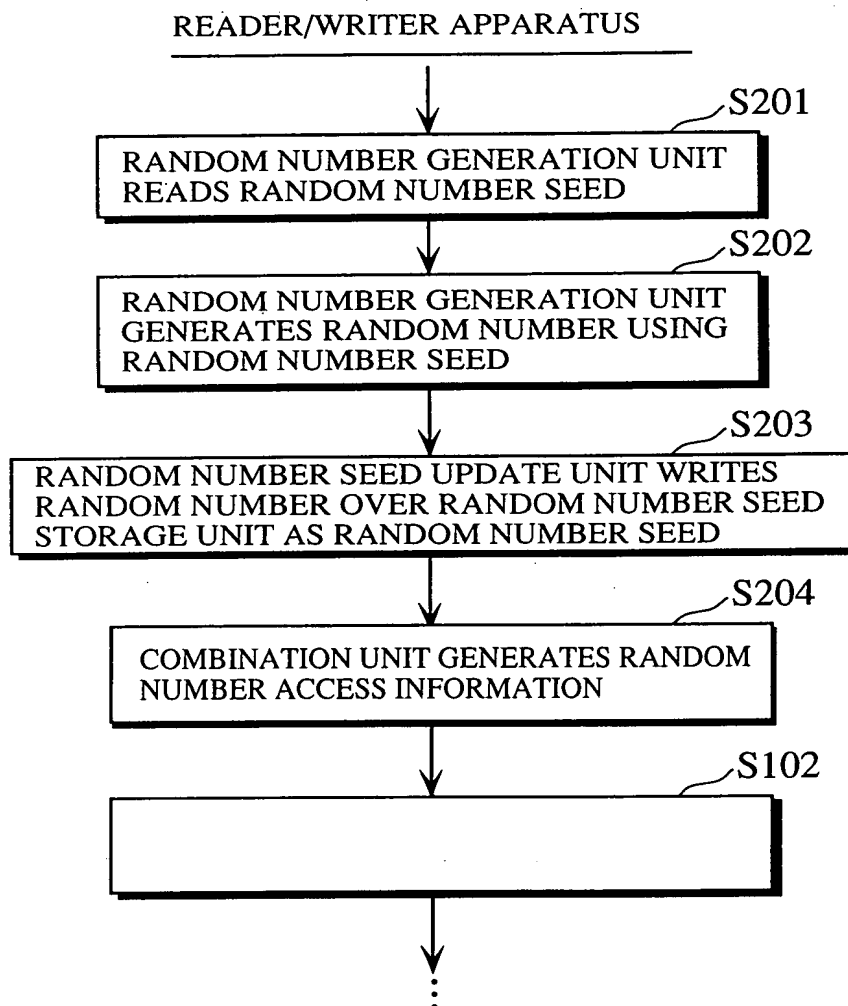 READER/WRITER APPARATUS
S201
RANDOM NUMBER GENERATION UNIT
READS RANDOM NUMBER SEED
S202
RANDOM NUMBER GENERATION UNIT
GENERATES RANDOM NUMBER USING
RANDOM NUMBER SEED
S203
RANDOM NUMBER SEED UPDATE UNIT WRITES
RANDOM NUMBER OVER RANDOM NUMBER SEED
STORAGE UNIT AS RANDOM NUMBER SEED
S204
COMBINATION UNIT GENERATES RANDOM
NUMBER ACCESS INFORMATION
S102